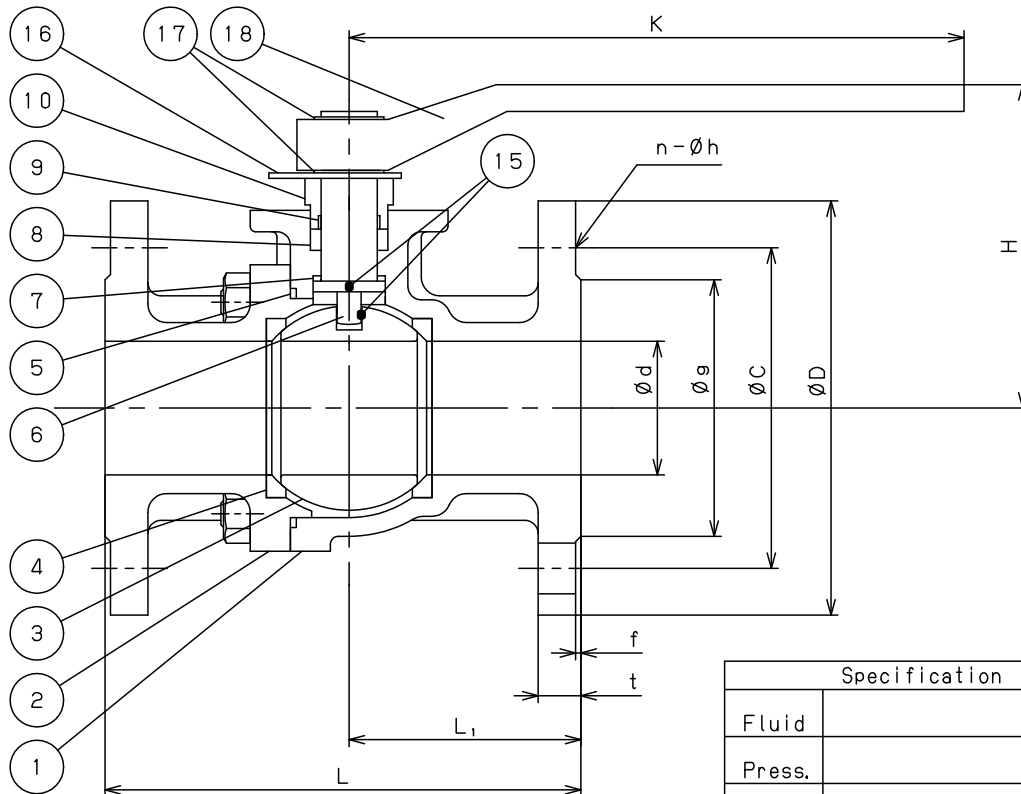 16
17
18
K
10
n-Øh
9
15
8
H
7
5
Ød
Øg
ØC
ØD
6
4
3
f
2
t
Specification
L₁
Fluid
1
L
Press.